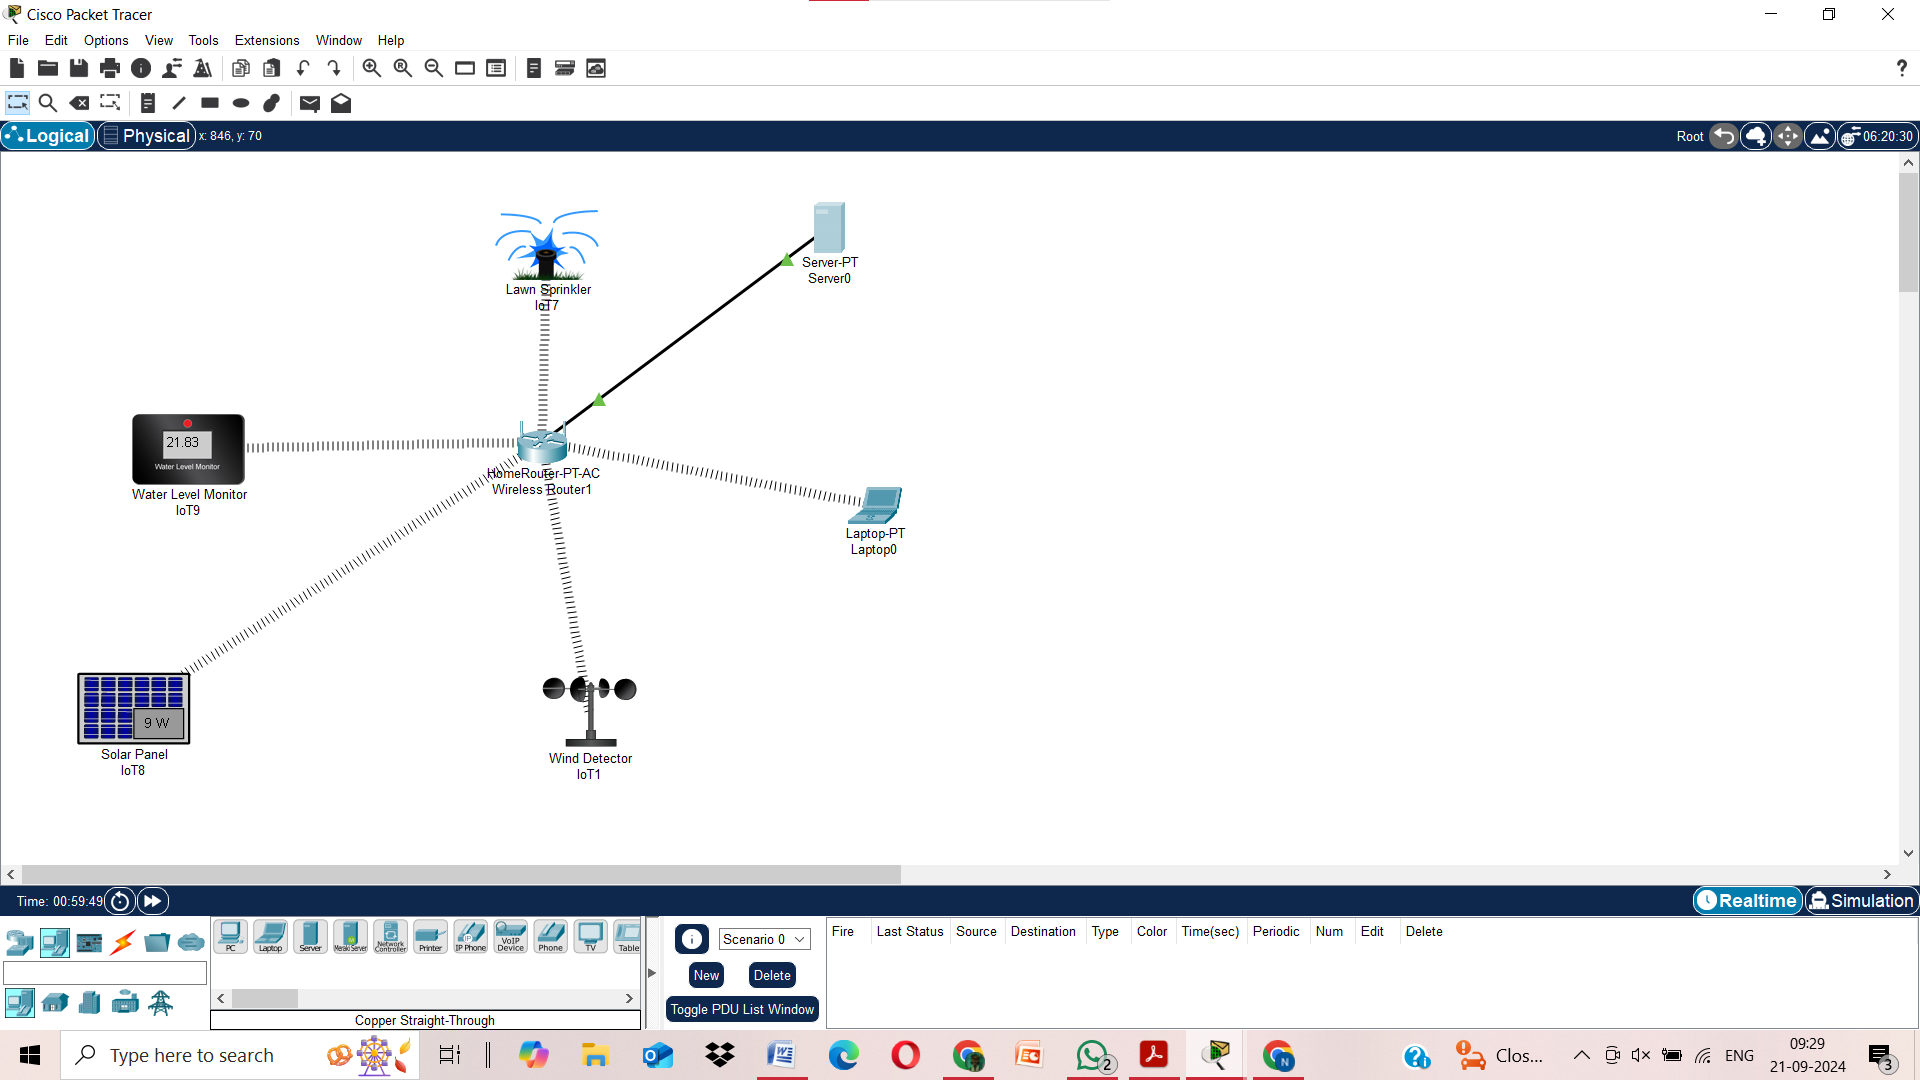 Cisco Packet Tracer
File Edit Options View Tools Extensions Window Help
Logical Physical x: 846, y: 70 Root 06:20:30
Server-PT
Server0
Lawn Sprinkler
IoT7
21.83
Water Level Monitor
Water Level Monitor
IoT9
HomeRouter-PT-AC
Wireless Router1
Laptop-PT
Laptop0
9 W
Solar Panel
IoT8
Wind Detector
IoT1
Time: 00:59:49 Realtime Simulation
PC Laptop Server Meraki Server Network Controller Printer IP Phone VoIP Device Phone TV Table
Copper Straight-Through
Scenario 0
New Delete
Toggle PDU List Window
Fire Last Status Source Destination Type Color Time(sec) Periodic Num Edit Delete
Type here to search
2
N
Clos...
ENG
09:29
21-09-2024
3